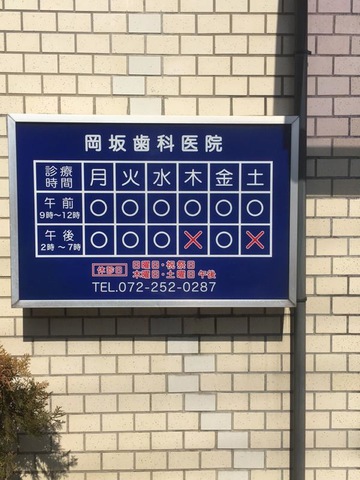 岡坂歯科医院
診療時間 月 火 水 木 金 土
午前 9時〜12時 ○ ○ ○ ○ ○ ○
午後 2時〜7時 ○ ○ ○ × ○ ×
休診日 日曜日・祝祭日
木曜日・土曜日 午後
TEL.072-252-0287